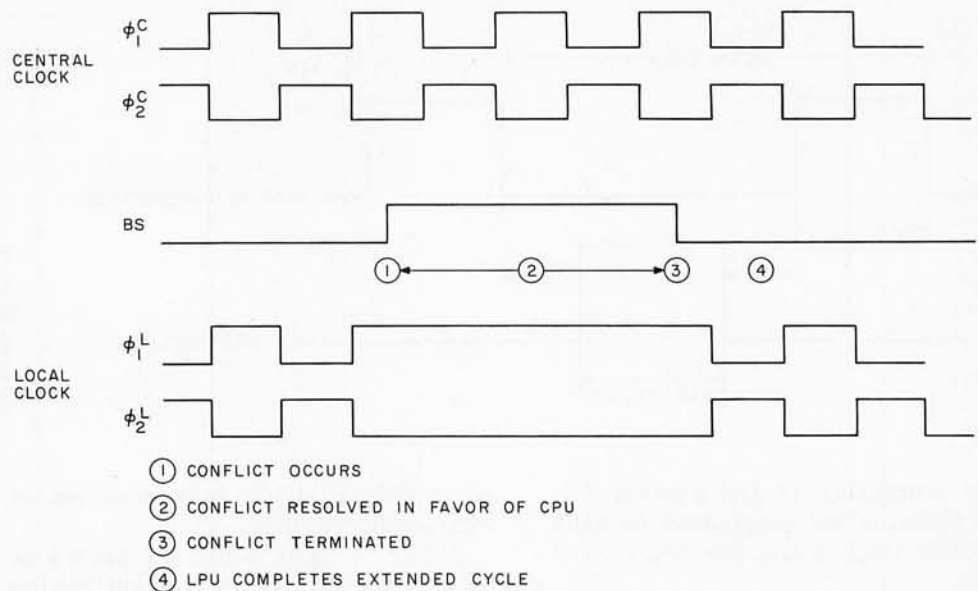 φ₁ᶜ
CENTRAL
CLOCK
φ₂ᶜ
BS
① ② ③ ④
φ₁ᴸ
LOCAL
CLOCK
φ₂ᴸ
① CONFLICT OCCURS
② CONFLICT RESOLVED IN FAVOR OF CPU
③ CONFLICT TERMINATED
④ LPU COMPLETES EXTENDED CYCLE